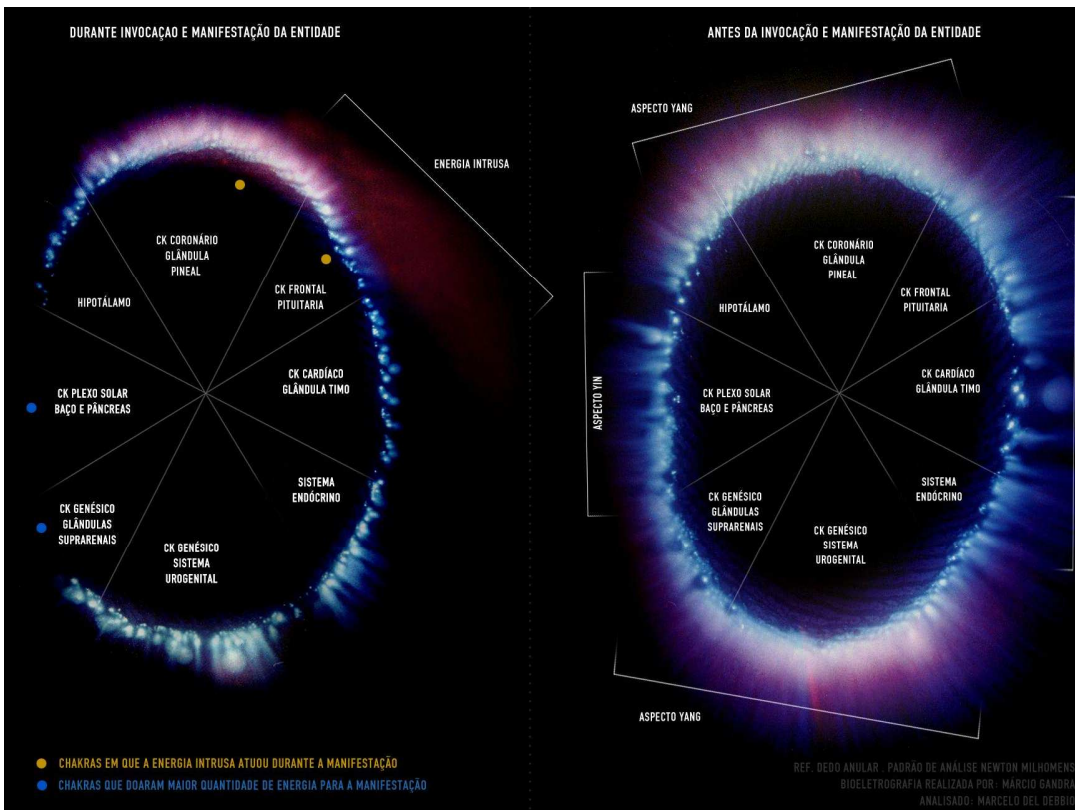 DURANTE INVOCAÇAO E MANIFESTAÇÃO DA ENTIDADE
ENERGIA INTRUSA
CK CORONÁRIO
GLÂNDULA
PINEAL
CK FRONTAL
PITUITARIA
HIPOTÁLAMO
CK CARDÍACO
GLÂNDULA TIMO
CK PLEXO SOLAR
BAÇO E PÂNCREAS
SISTEMA
ENDÓCRINO
CK GENÉSICO
GLÂNDULAS
SUPRARENAIS
CK GENÉSICO
SISTEMA
UROGENITAL
CHAKRAS EM QUE A ENERGIA INTRUSA ATUOU DURANTE A MANIFESTAÇÃO
CHAKRAS QUE DOARAM MAIOR QUANTIDADE DE ENERGIA PARA A MANIFESTAÇÃO
ANTES DA INVOCAÇÃO E MANIFESTAÇÃO DA ENTIDADE
ASPECTO YANG
CK CORONÁRIO
GLÂNDULA
PINEAL
CK FRONTAL
PITUITARIA
HIPOTÁLAMO
CK CARDÍACO
GLÂNDULA TIMO
ASPECTO YIN
CK PLEXO SOLAR
BAÇO E PÂNCREAS
SISTEMA
ENDÓCRINO
CK GENÉSICO
GLÂNDULAS
SUPRARENAIS
CK GENÉSICO
SISTEMA
UROGENITAL
ASPECTO YANG
REF. DEDO ANULAR . PADRÃO DE ANÁLISE NEWTON MILHOMENS
BIOELETROGRAFIA REALIZADA POR: MÁRCIO GANDRA
ANALISADO: MARCELO DEL DEBBIO